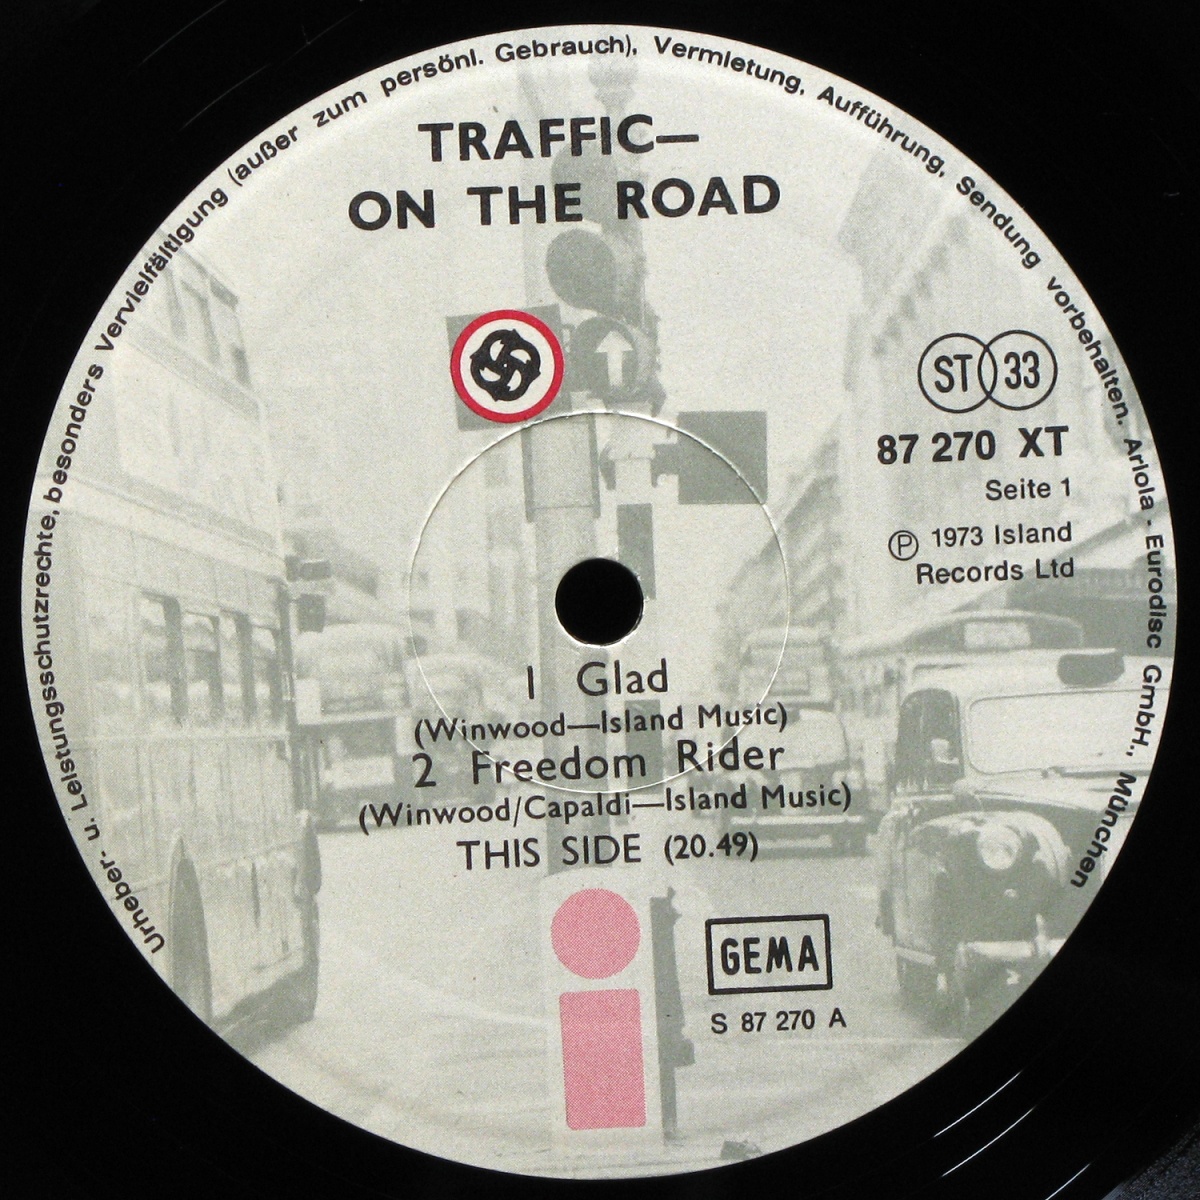 Urheber- u. Leistungsschutzrechte, besonders Vervielfältigung (außer zum persönl. Gebrauch), Vermietung, Aufführung, Sendung vorbehalten. Ariola - Eurodisc GmbH., München
TRAFFIC—
ON THE ROAD
ST 33
87 270 XT
Seite 1
Ⓟ 1973 Island
Records Ltd
1 Glad
(Winwood—Island Music)
2 Freedom Rider
(Winwood/Capaldi—Island Music)
THIS SIDE (20.49)
i
GEMA
S 87 270 A